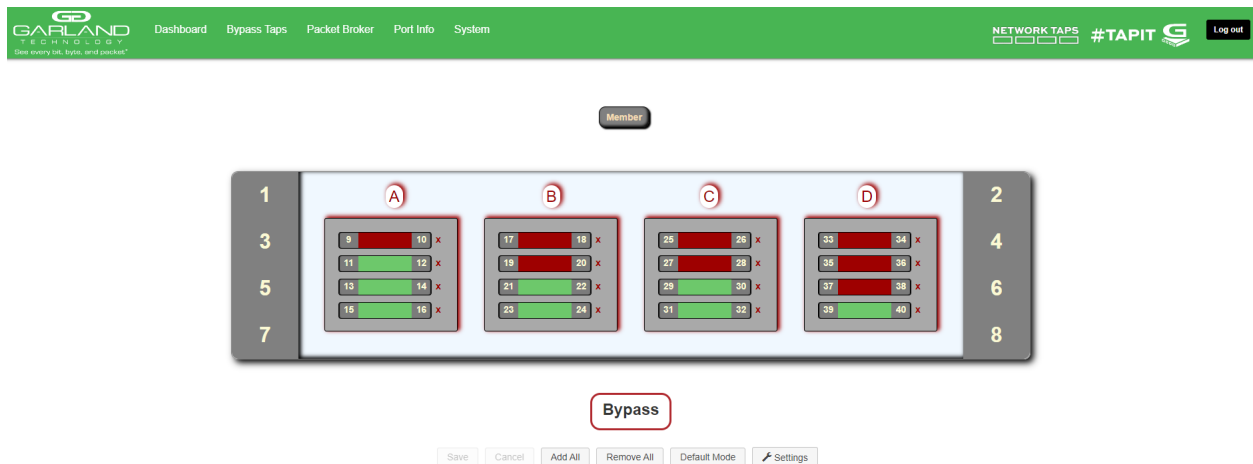 GARLAND
TECHNOLOGY
See every bit, byte, and packet®
Dashboard Bypass Taps Packet Broker Port Info System
NETWORK TAPS #TAPIT Log out
Member
1 A B C D 2
9 10 x 17 18 x 25 26 x 33 34 x
3 4
11 12 x 19 20 x 27 28 x 35 36 x
5 13 14 x 21 22 x 29 30 x 37 38 x 6
15 16 x 23 24 x 31 32 x 39 40 x
7 8
Bypass
Save Cancel Add All Remove All Default Mode Settings